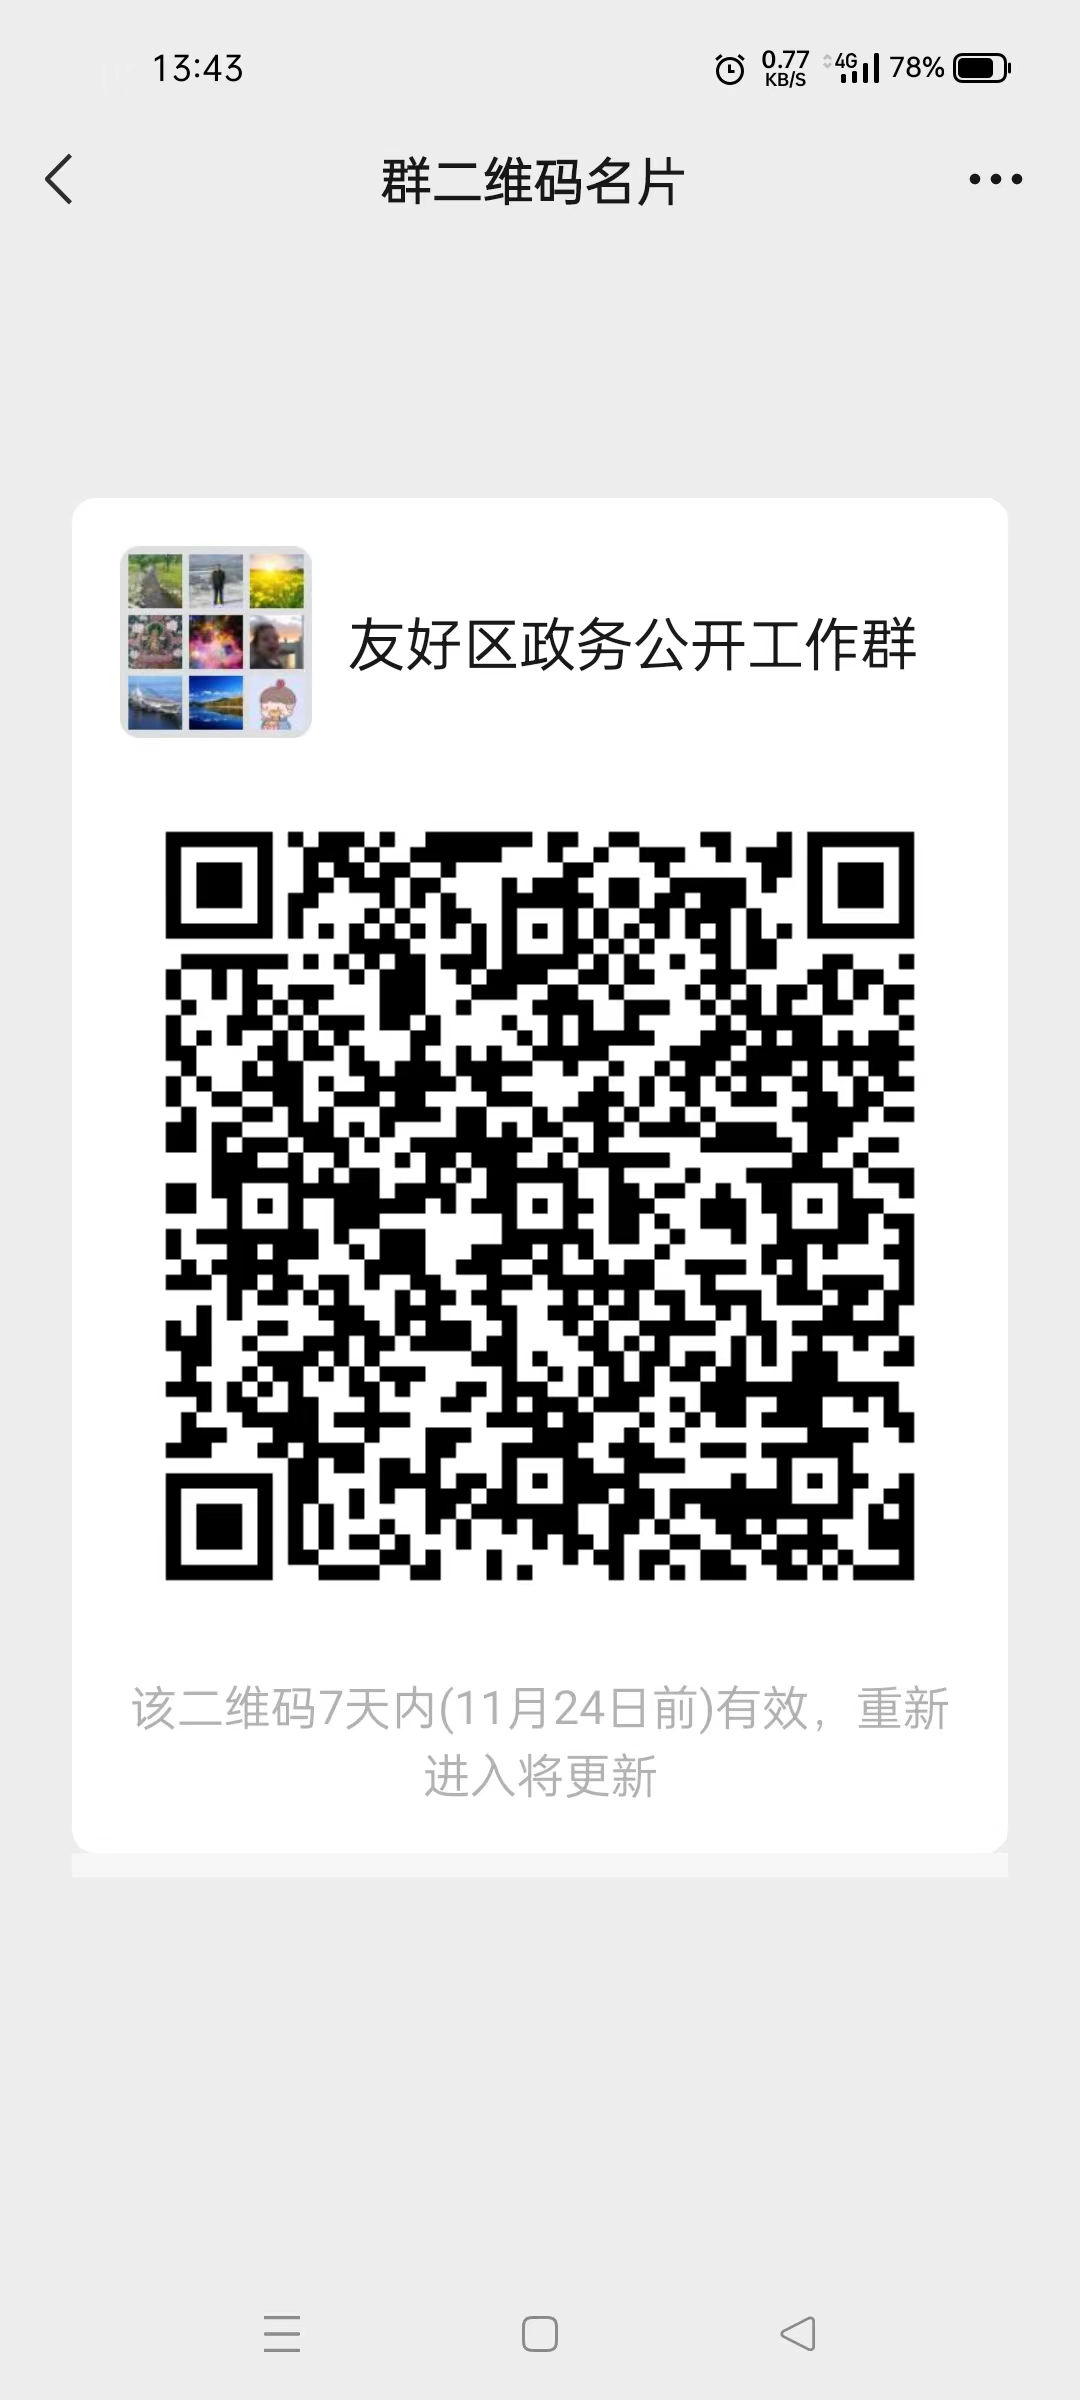 13:43
0.77
KB/S
4G
78%
群二维码名片
友好区政务公开工作群
该二维码7天内(11月24日前)有效，重新
进入将更新